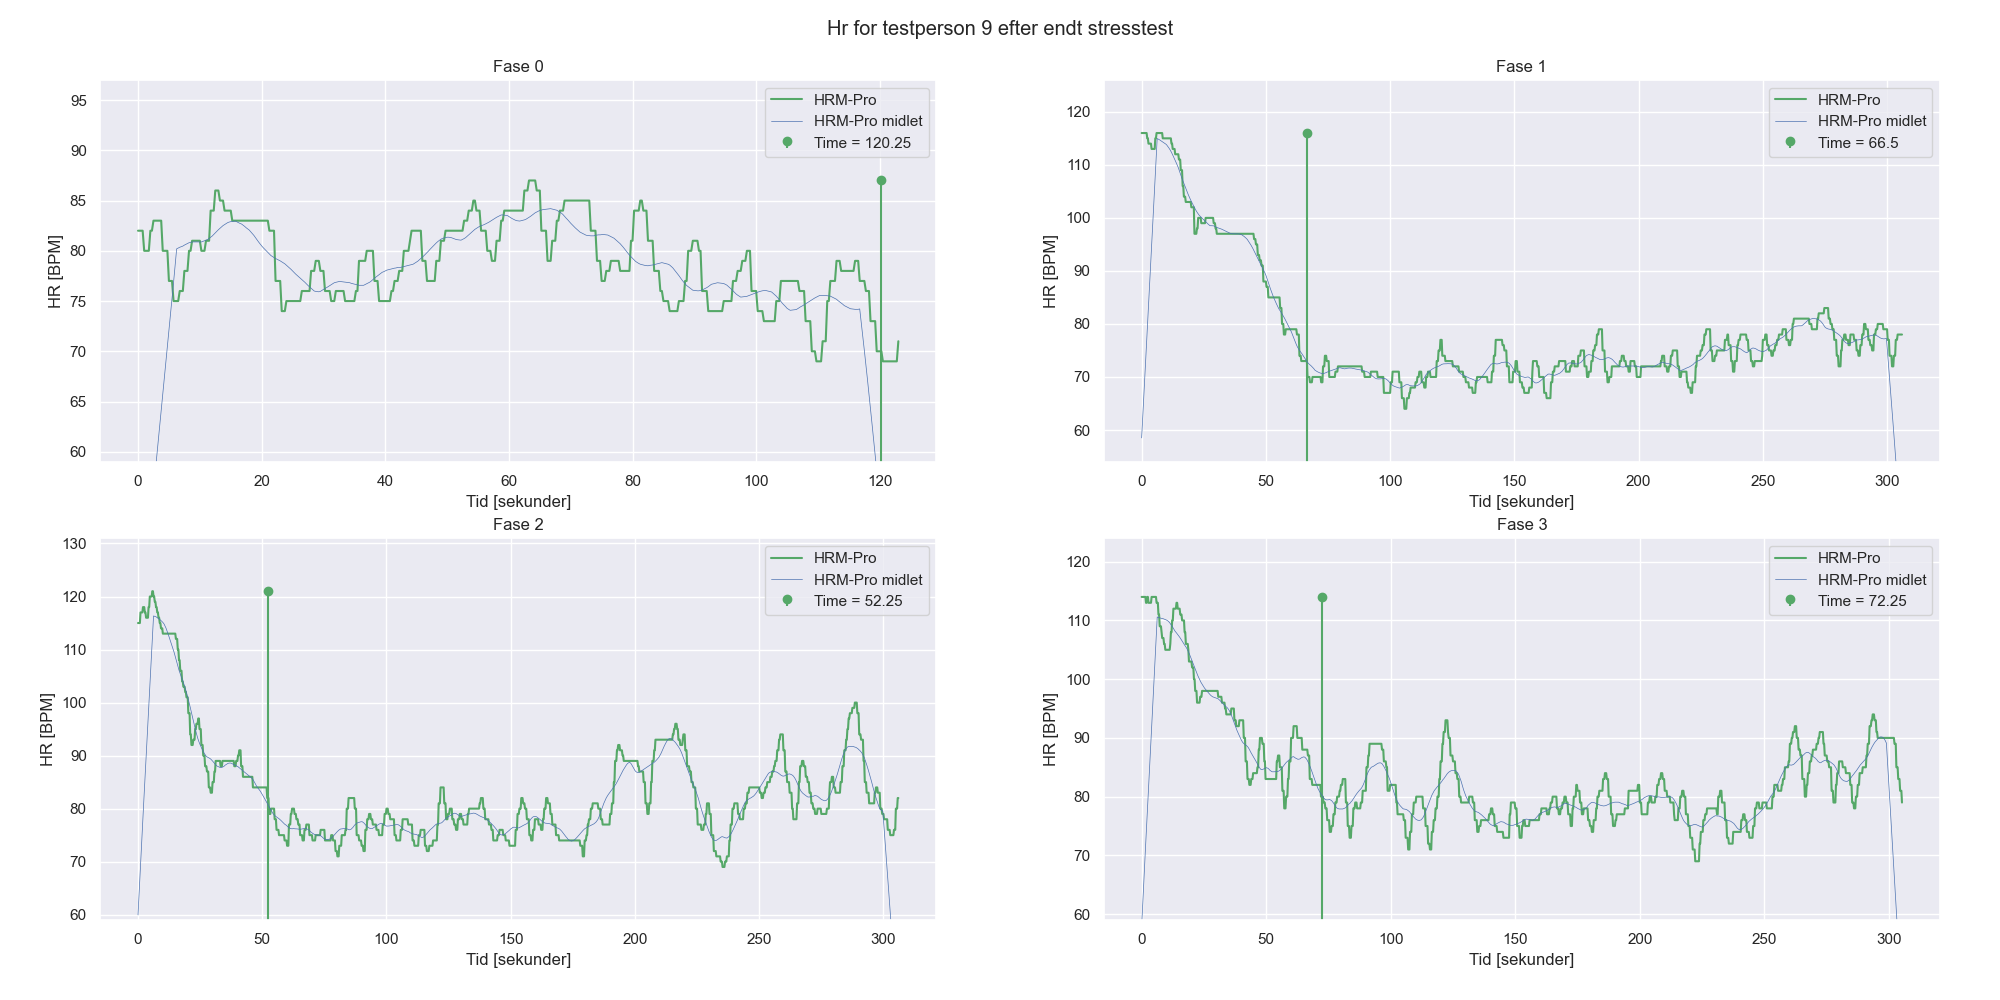 Hr for testperson 9 efter endt stresstest
Fase 0
HR [BPM]
95
90
85
80
75
70
65
60
HRM-Pro
HRM-Pro midlet
Time = 120.25
0 20 40 60 80 100 120
Tid [sekunder]
Fase 1
HR [BPM]
120
110
100
90
80
70
60
HRM-Pro
HRM-Pro midlet
Time = 66.5
0 50 100 150 200 250 300
Tid [sekunder]
Fase 2
HR [BPM]
130
120
110
100
90
80
70
60
HRM-Pro
HRM-Pro midlet
Time = 52.25
0 50 100 150 200 250 300
Tid [sekunder]
Fase 3
HR [BPM]
120
110
100
90
80
70
60
HRM-Pro
HRM-Pro midlet
Time = 72.25
0 50 100 150 200 250 300
Tid [sekunder]